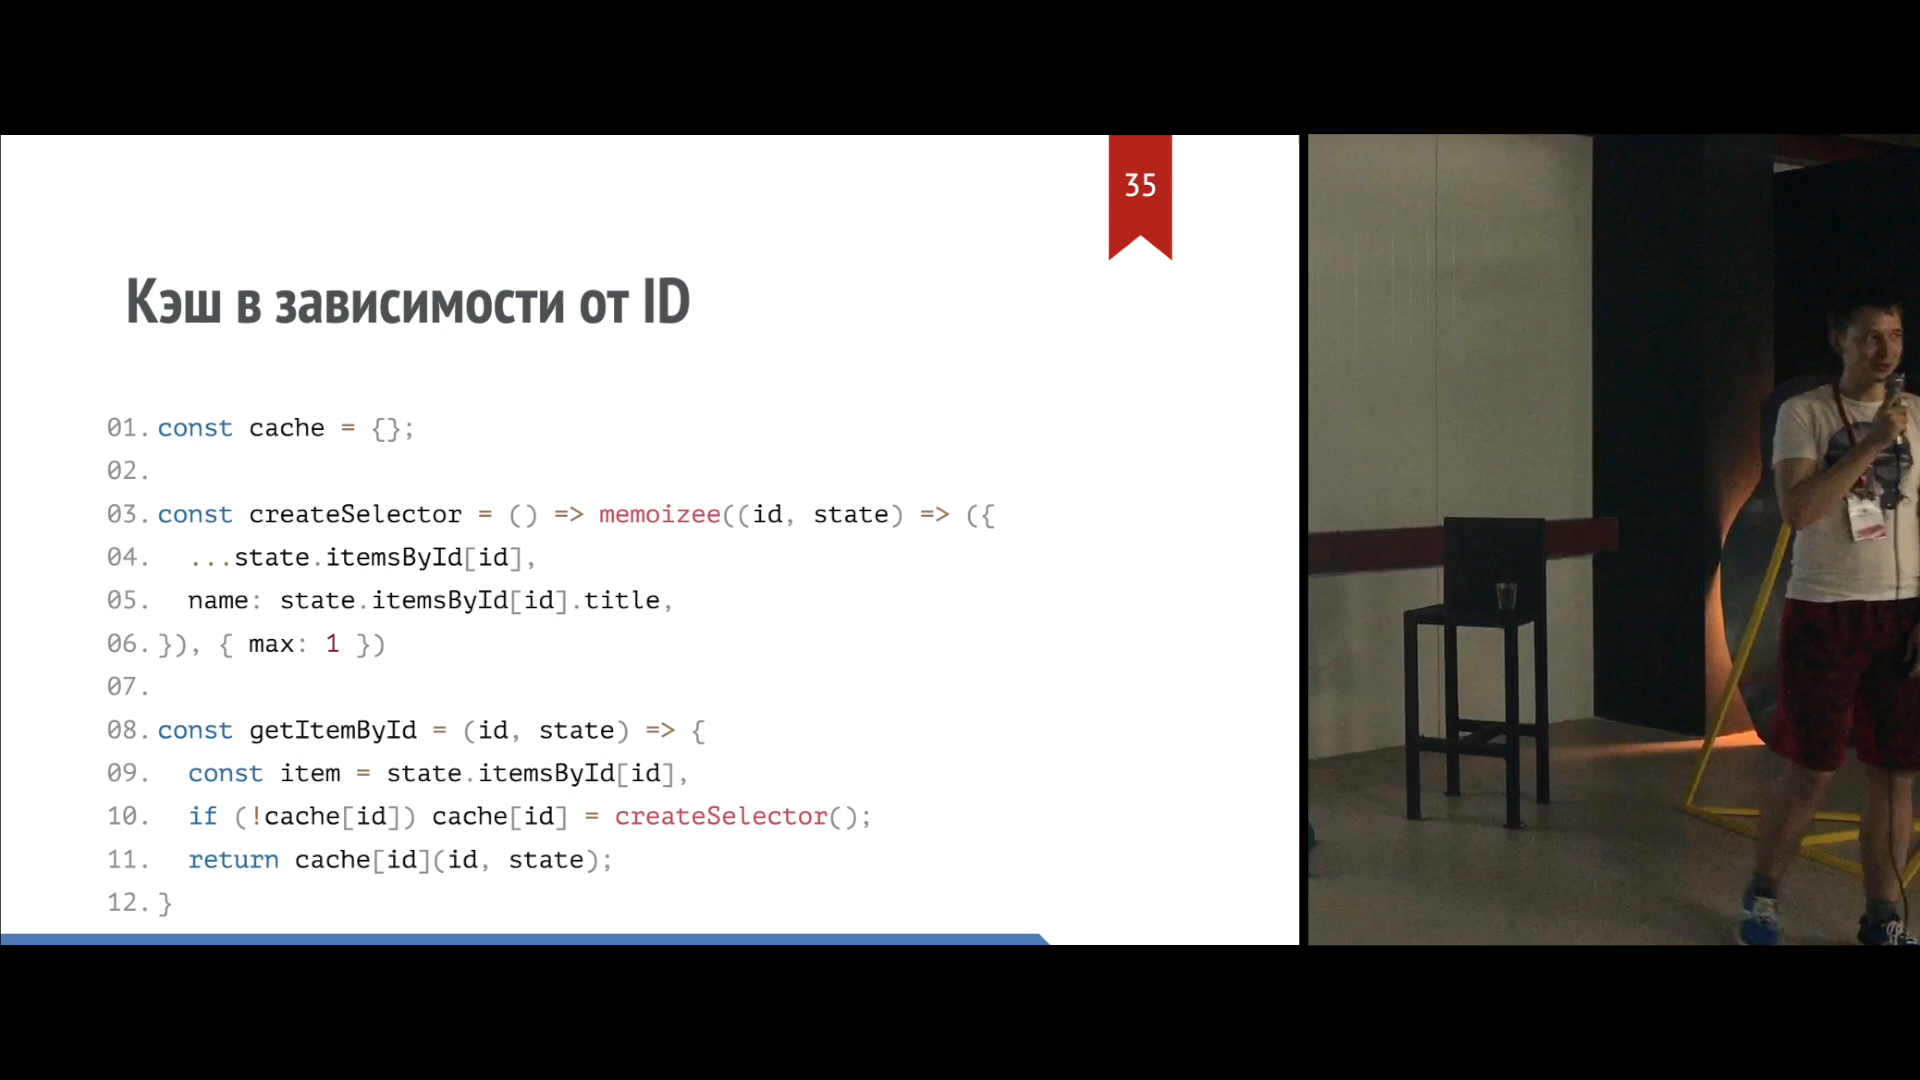 35
Кэш в зависимости от ID
01. const cache = {};
02.
03. const createSelector = () => memoizee((id, state) => ({
04.   ...state.itemsById[id],
05.   name: state.itemsById[id].title,
06. }), { max: 1 })
07.
08. const getItemById = (id, state) => {
09.   const item = state.itemsById[id],
10.   if (!cache[id]) cache[id] = createSelector();
11.   return cache[id](id, state);
12. }